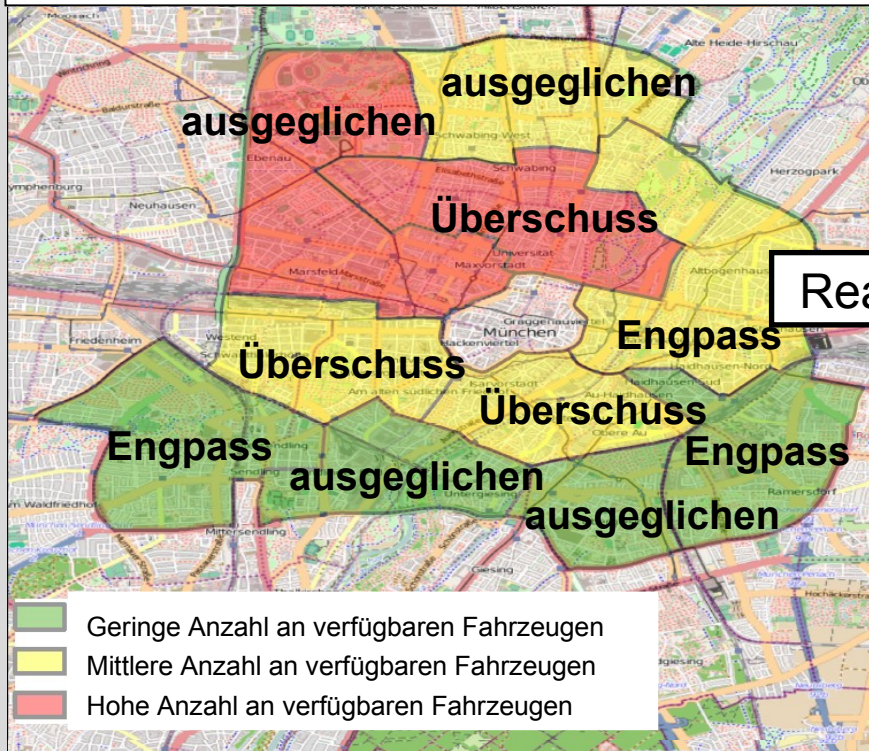 Alte Heide-Hirschau
ausgeglichen
ausgeglichen
Schwabing-West
Ebenau
Elisabethstraße
Schwabing
Herzogpark
Neuhausen
Überschuss
Universität
Marsfeld
Maxvorstadt
Altbogenhausen
Rea
Graggenauviertel
München
Hackenviertel
Friedenheim
Westend
Engpass
Überschuss
Haidhausen-Nord
Isarvorstadt
Haidhausen-Süd
Am alten südlichen Friedhof
Au-Haidhausen
Überschuss
Obere Au
Engpass
Engpass
Sendling
ausgeglichen
Untergiesing
Ramersdorf
ausgeglichen
Mittersendling
Giesing
Geringe Anzahl an verfügbaren Fahrzeugen
Mittlere Anzahl an verfügbaren Fahrzeugen
Hohe Anzahl an verfügbaren Fahrzeugen